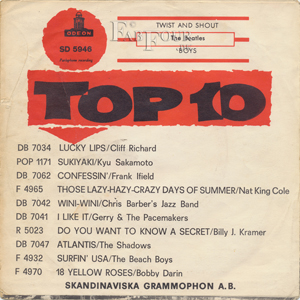 ODEON
SD 5946
TWIST AND SHOUT
The Beatles
BOYS
TOP 10
DB 7034 LUCKY LIPS/Cliff Richard
POP 1171 SUKIYAKI/Kyu Sakamoto
DB 7062 CONFESSIN'/Frank Ifield
F 4965 THOSE LAZY-HAZY-CRAZY DAYS OF SUMMER/Nat King Cole
DB 7042 WINI-WINI/Chris Barber's Jazz Band
DB 7041 I LIKE IT/Gerry & The Pacemakers
R 5023 DO YOU WANT TO KNOW A SECRET/Billy J. Kramer
DB 7047 ATLANTIS/The Shadows
F 4932 SURFIN' USA/The Beach Boys
F 4970 18 YELLOW ROSES/Bobby Darin
SKANDINAVISKA GRAMMOPHON A.B.